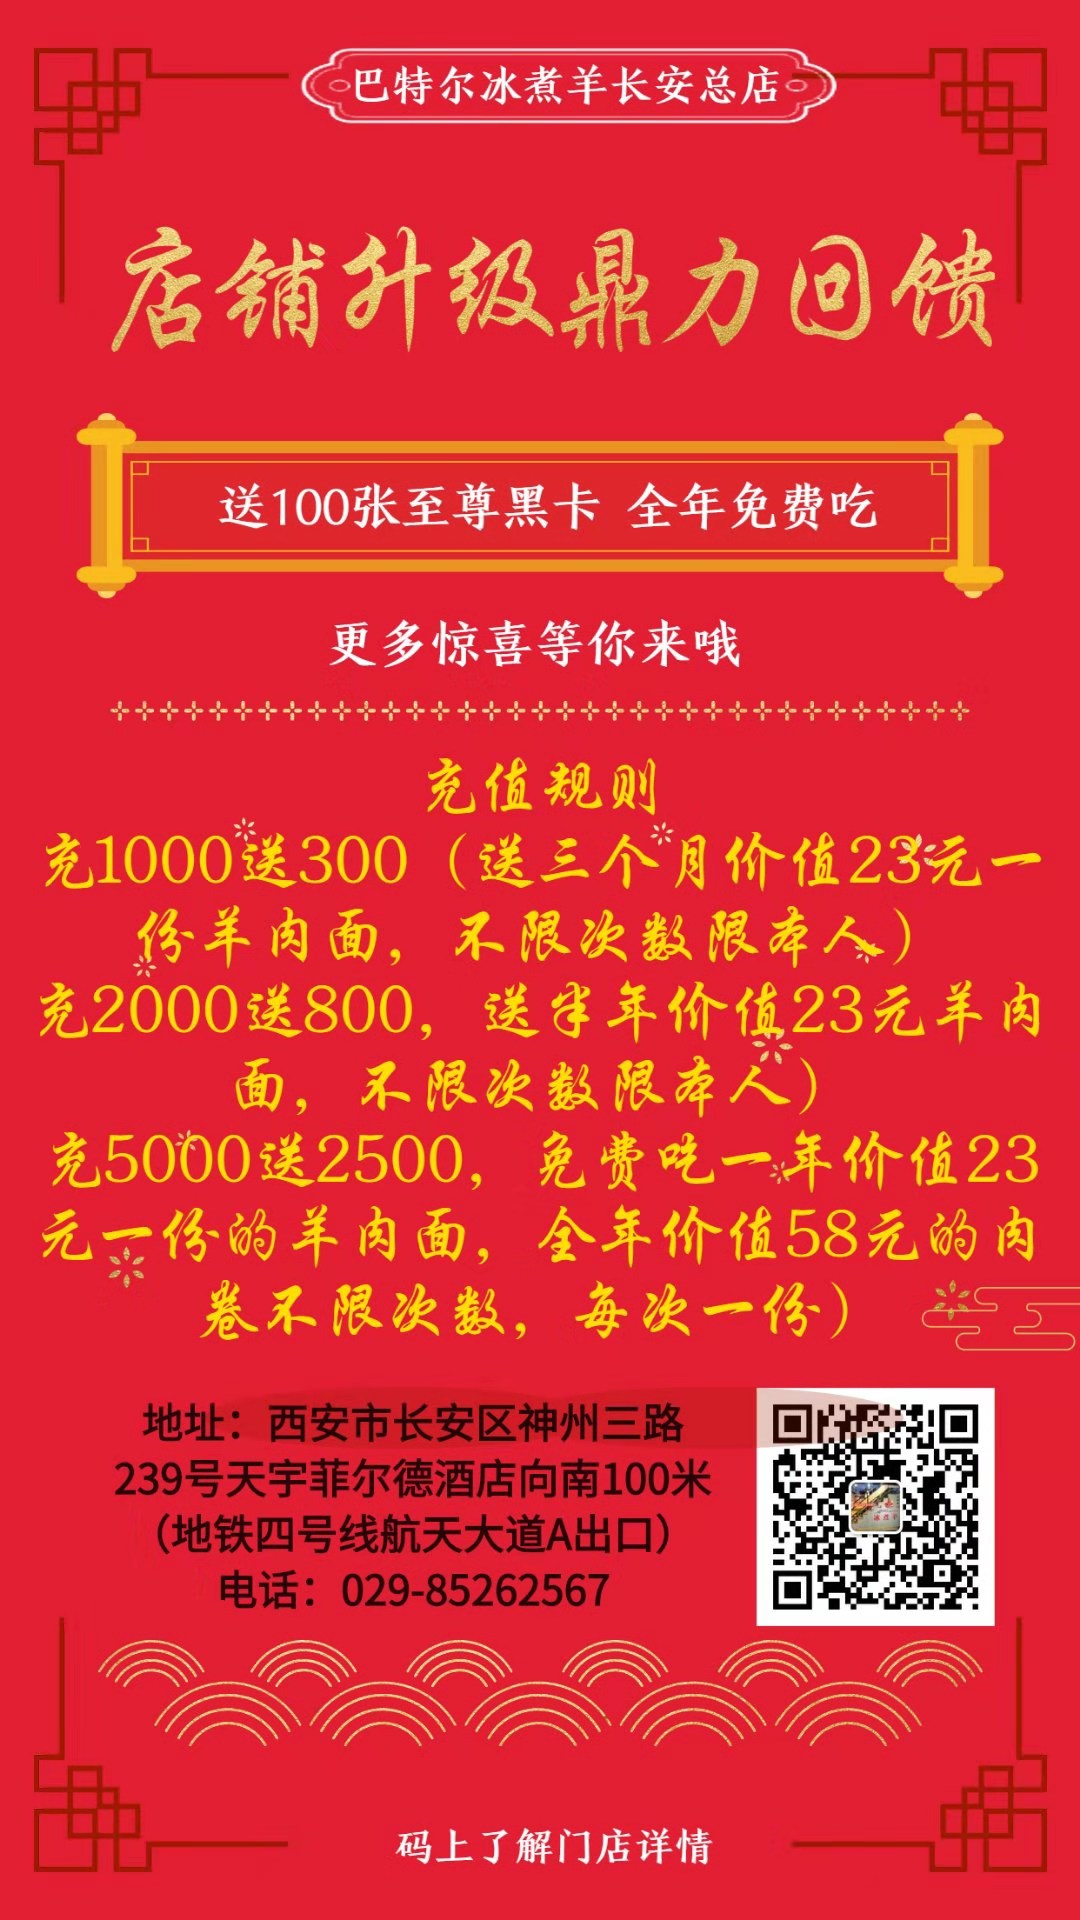 巴特尔冰煮羊长安总店
店铺升级鼎力回馈
送100张至尊黑卡 全年免费吃
更多惊喜等你来哦
充值规则
充1000送300（送三个月价值23元一
份羊肉面，不限次数限本人）
充2000送800，送半年价值23元羊肉
面，不限次数限本人）
充5000送2500，免费吃一年价值23
元一份的羊肉面，全年价值58元的肉
卷不限次数，每次一份）
地址：西安市长安区神州三路
239号天宇菲尔德酒店向南100米
（地铁四号线航天大道A出口）
电话：029-85262567
码上了解门店详情